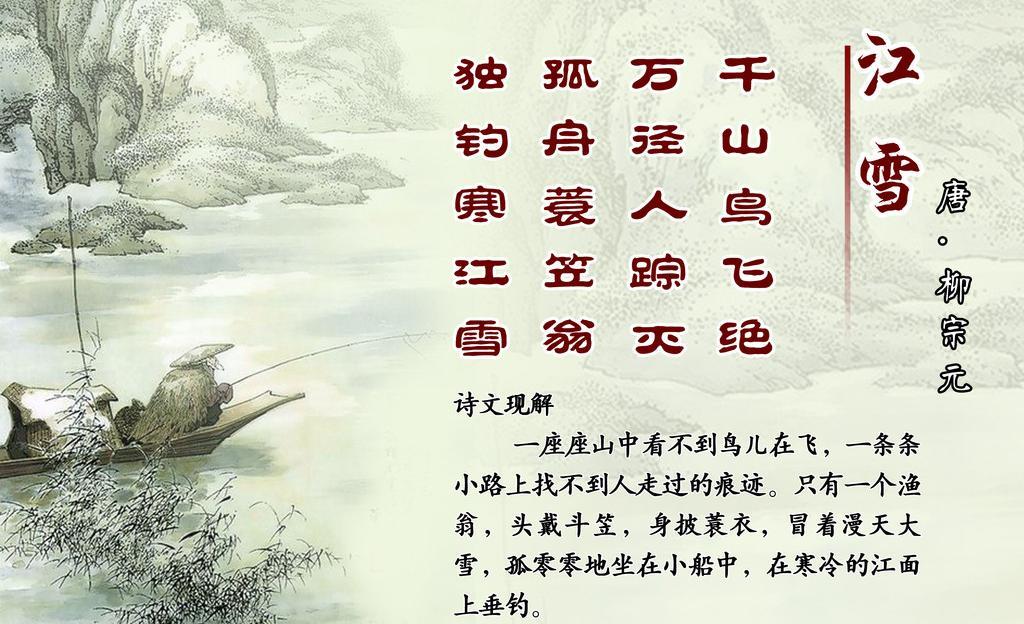 江雪
唐。柳宗元
千山鸟飞绝
万径人踪灭
孤舟蓑笠翁
独钓寒江雪
诗文现解
一座座山中看不到鸟儿在飞，一条条
小路上找不到人走过的痕迹。只有一个渔
翁，头戴斗笠，身披蓑衣，冒着漫天大
雪，孤零零地坐在小船中，在寒冷的江面
上垂钓。